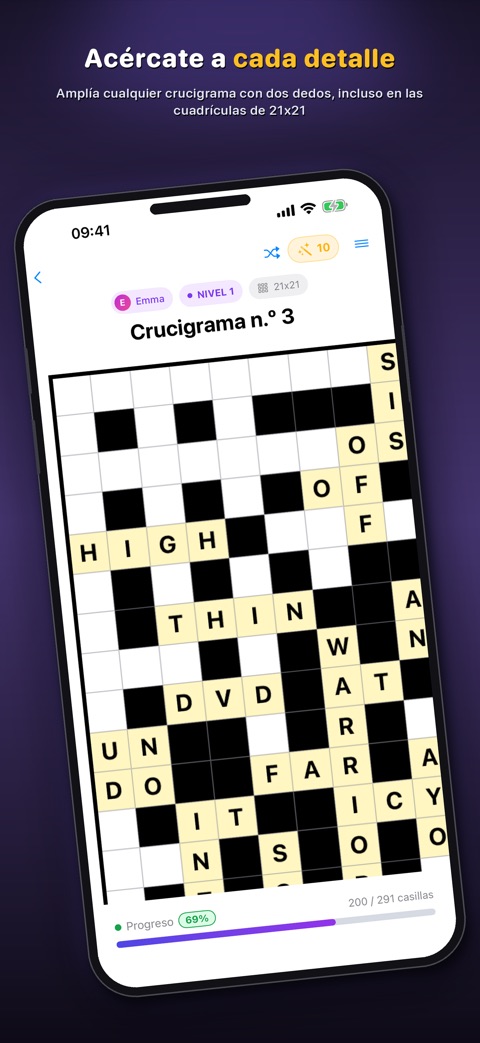 Acércate a cada detalle
Amplía cualquier crucigrama con dos dedos, incluso en las
cuadrículas de 21x21
09:41
10
E Emma
NIVEL 1
21x21
Crucigrama n.º 3
S
I
O S
O F
H I G H F
T H I N A
W N
D V D A T
U N R
D O F A R A
I T I C Y
N S O O
Progreso 69% 200 / 291 casillas